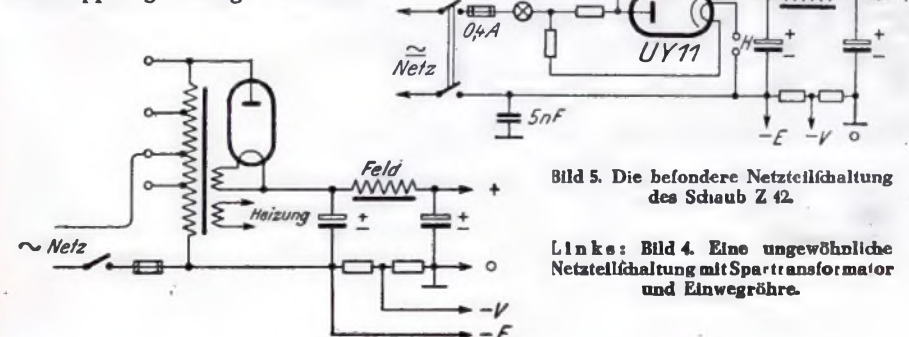 0,4A
≂
Netz
UY11
H
+
−
+
−
5nF
−E
−V
o
Feld
+
Heizung
+
−
+
−
∼ Netz
o
−V
−E
Bild 5. Die beſondere Netzteilſchaltung
des Schaub Z 42.
Links: Bild 4. Eine ungewöhnliche
Netzteilſchaltung mit Spartransformator
und Einwegröhre.